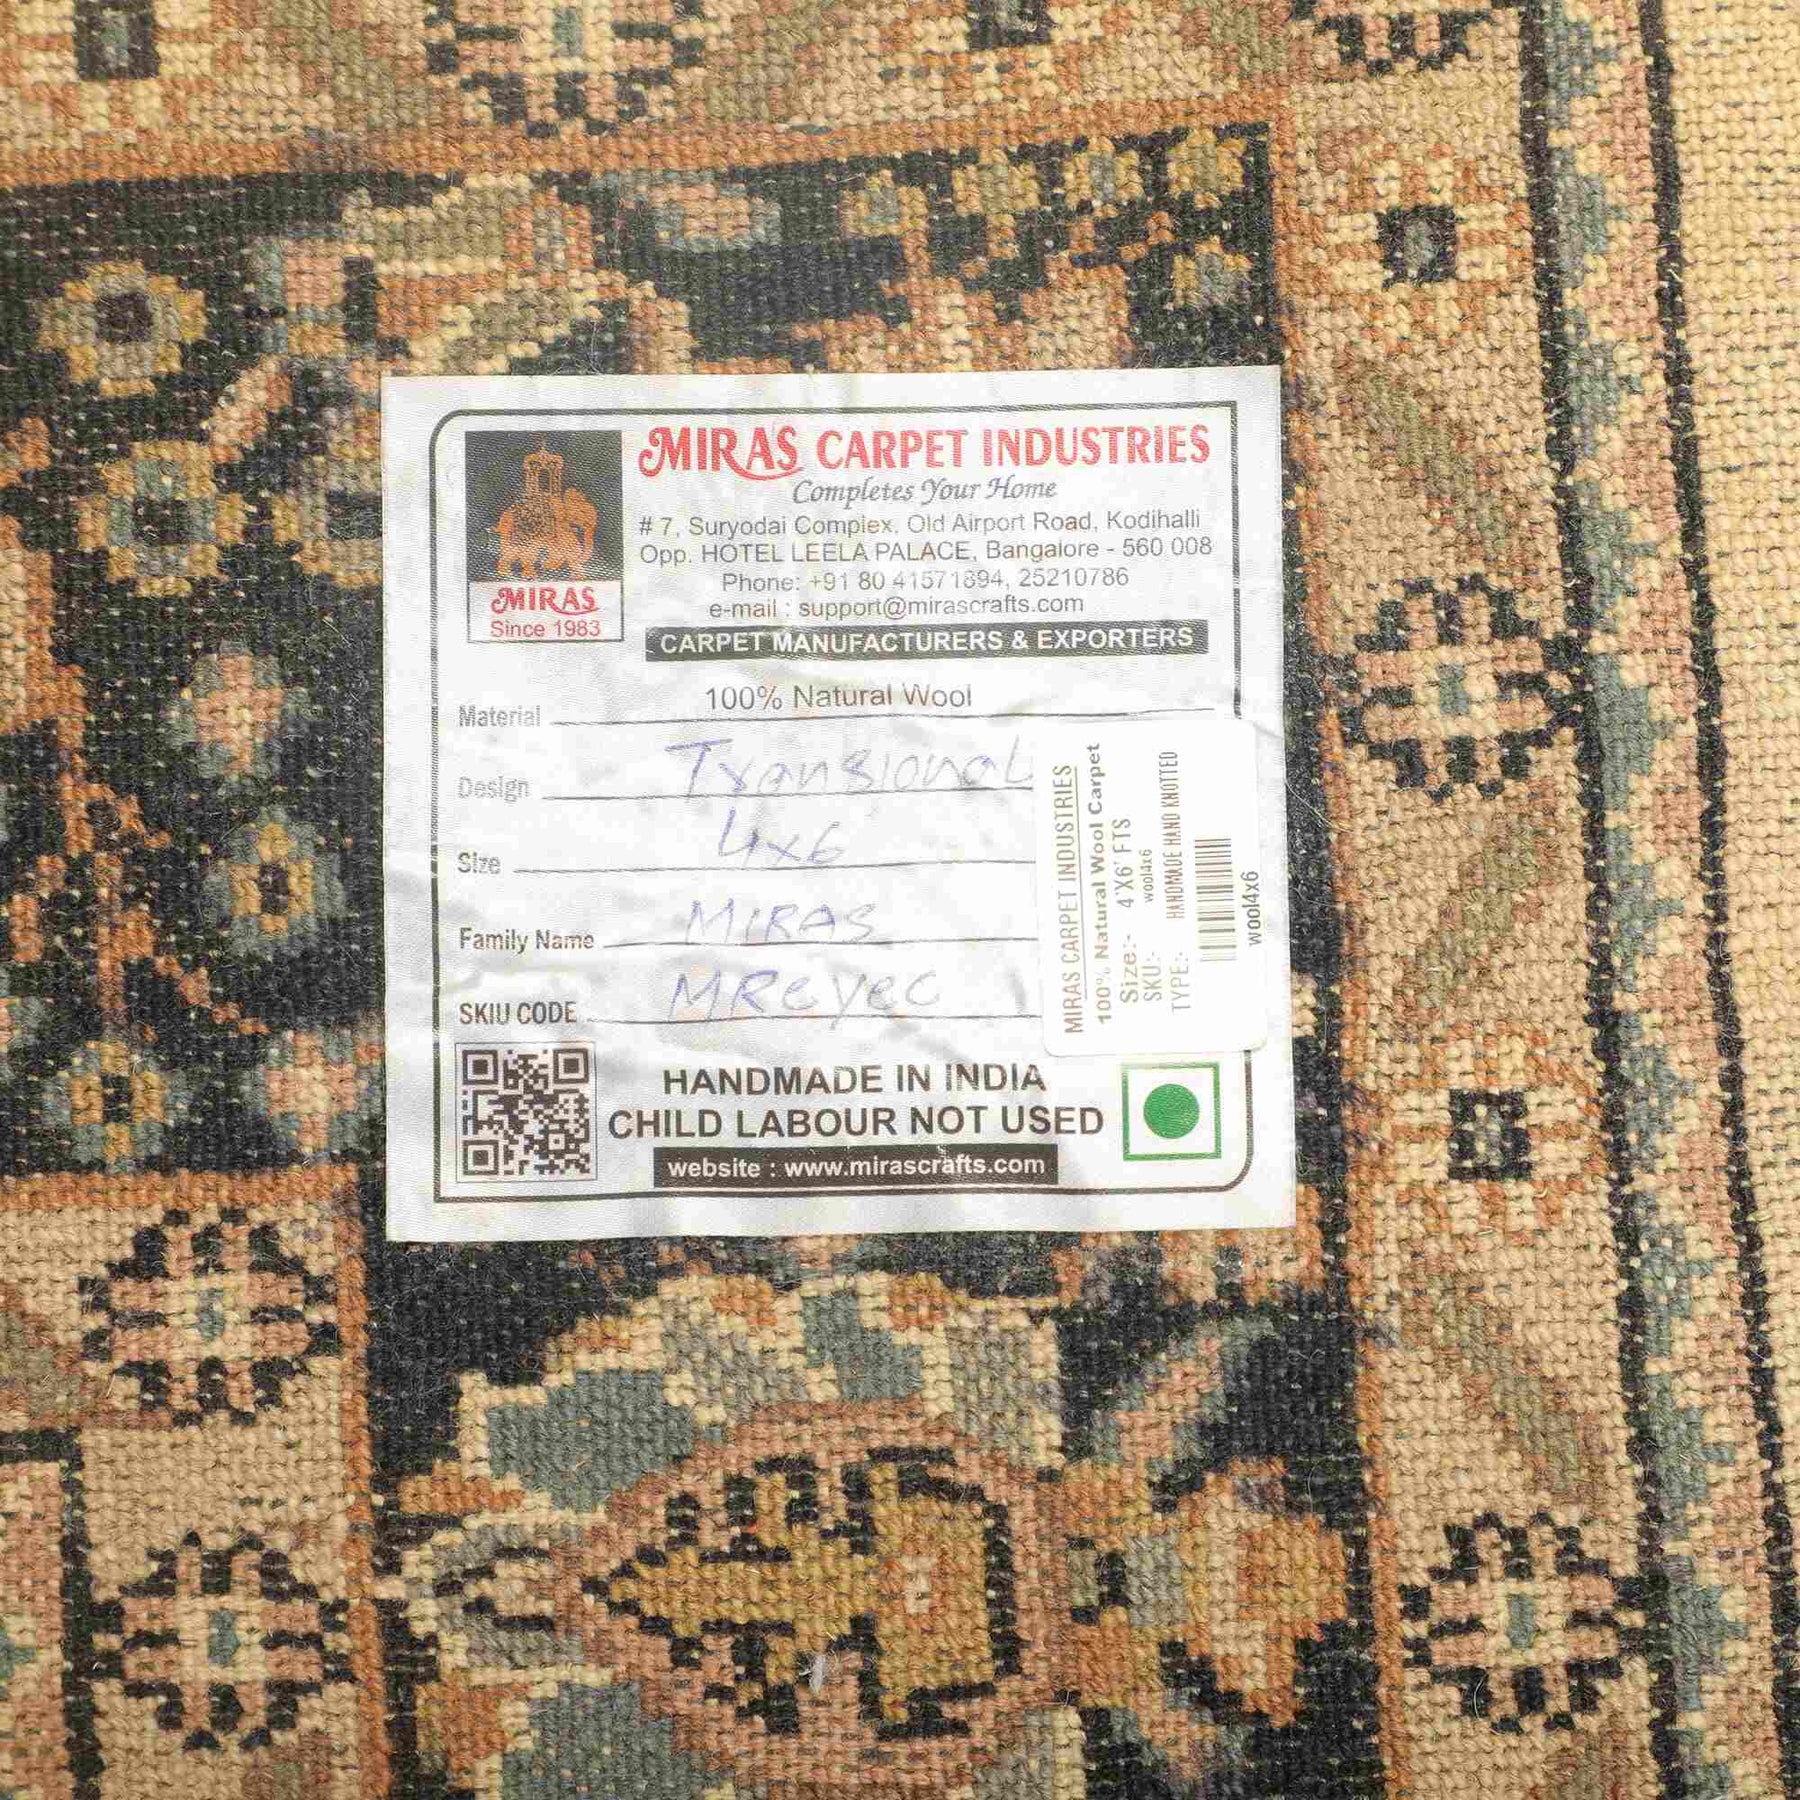 MIRAS CARPET INDUSTRIES
Completes Your Home
# 7, Suryodai Complex, Old Airport Road, Kodihalli
Opp. HOTEL LEELA PALACE, Bangalore - 560 008
Phone: +91 80 41571894, 25210786
e-mail : support@mirascrafts.com
CARPET MANUFACTURERS & EXPORTERS
MIRAS
Since 1983
Material 100% Natural Wool
Design Transional
Size 4x6
Family Name MIRAS
SKIU CODE MReyec
MIRAS CARPET INDUSTRIES
100% Natural Wool Carpet
Size:- 4'X6' FTS
SKU:- wool4x6
TYPE:- HANDMADE HAND KNOTTED
wool4x6
HANDMADE IN INDIA
CHILD LABOUR NOT USED
website : www.mirascrafts.com